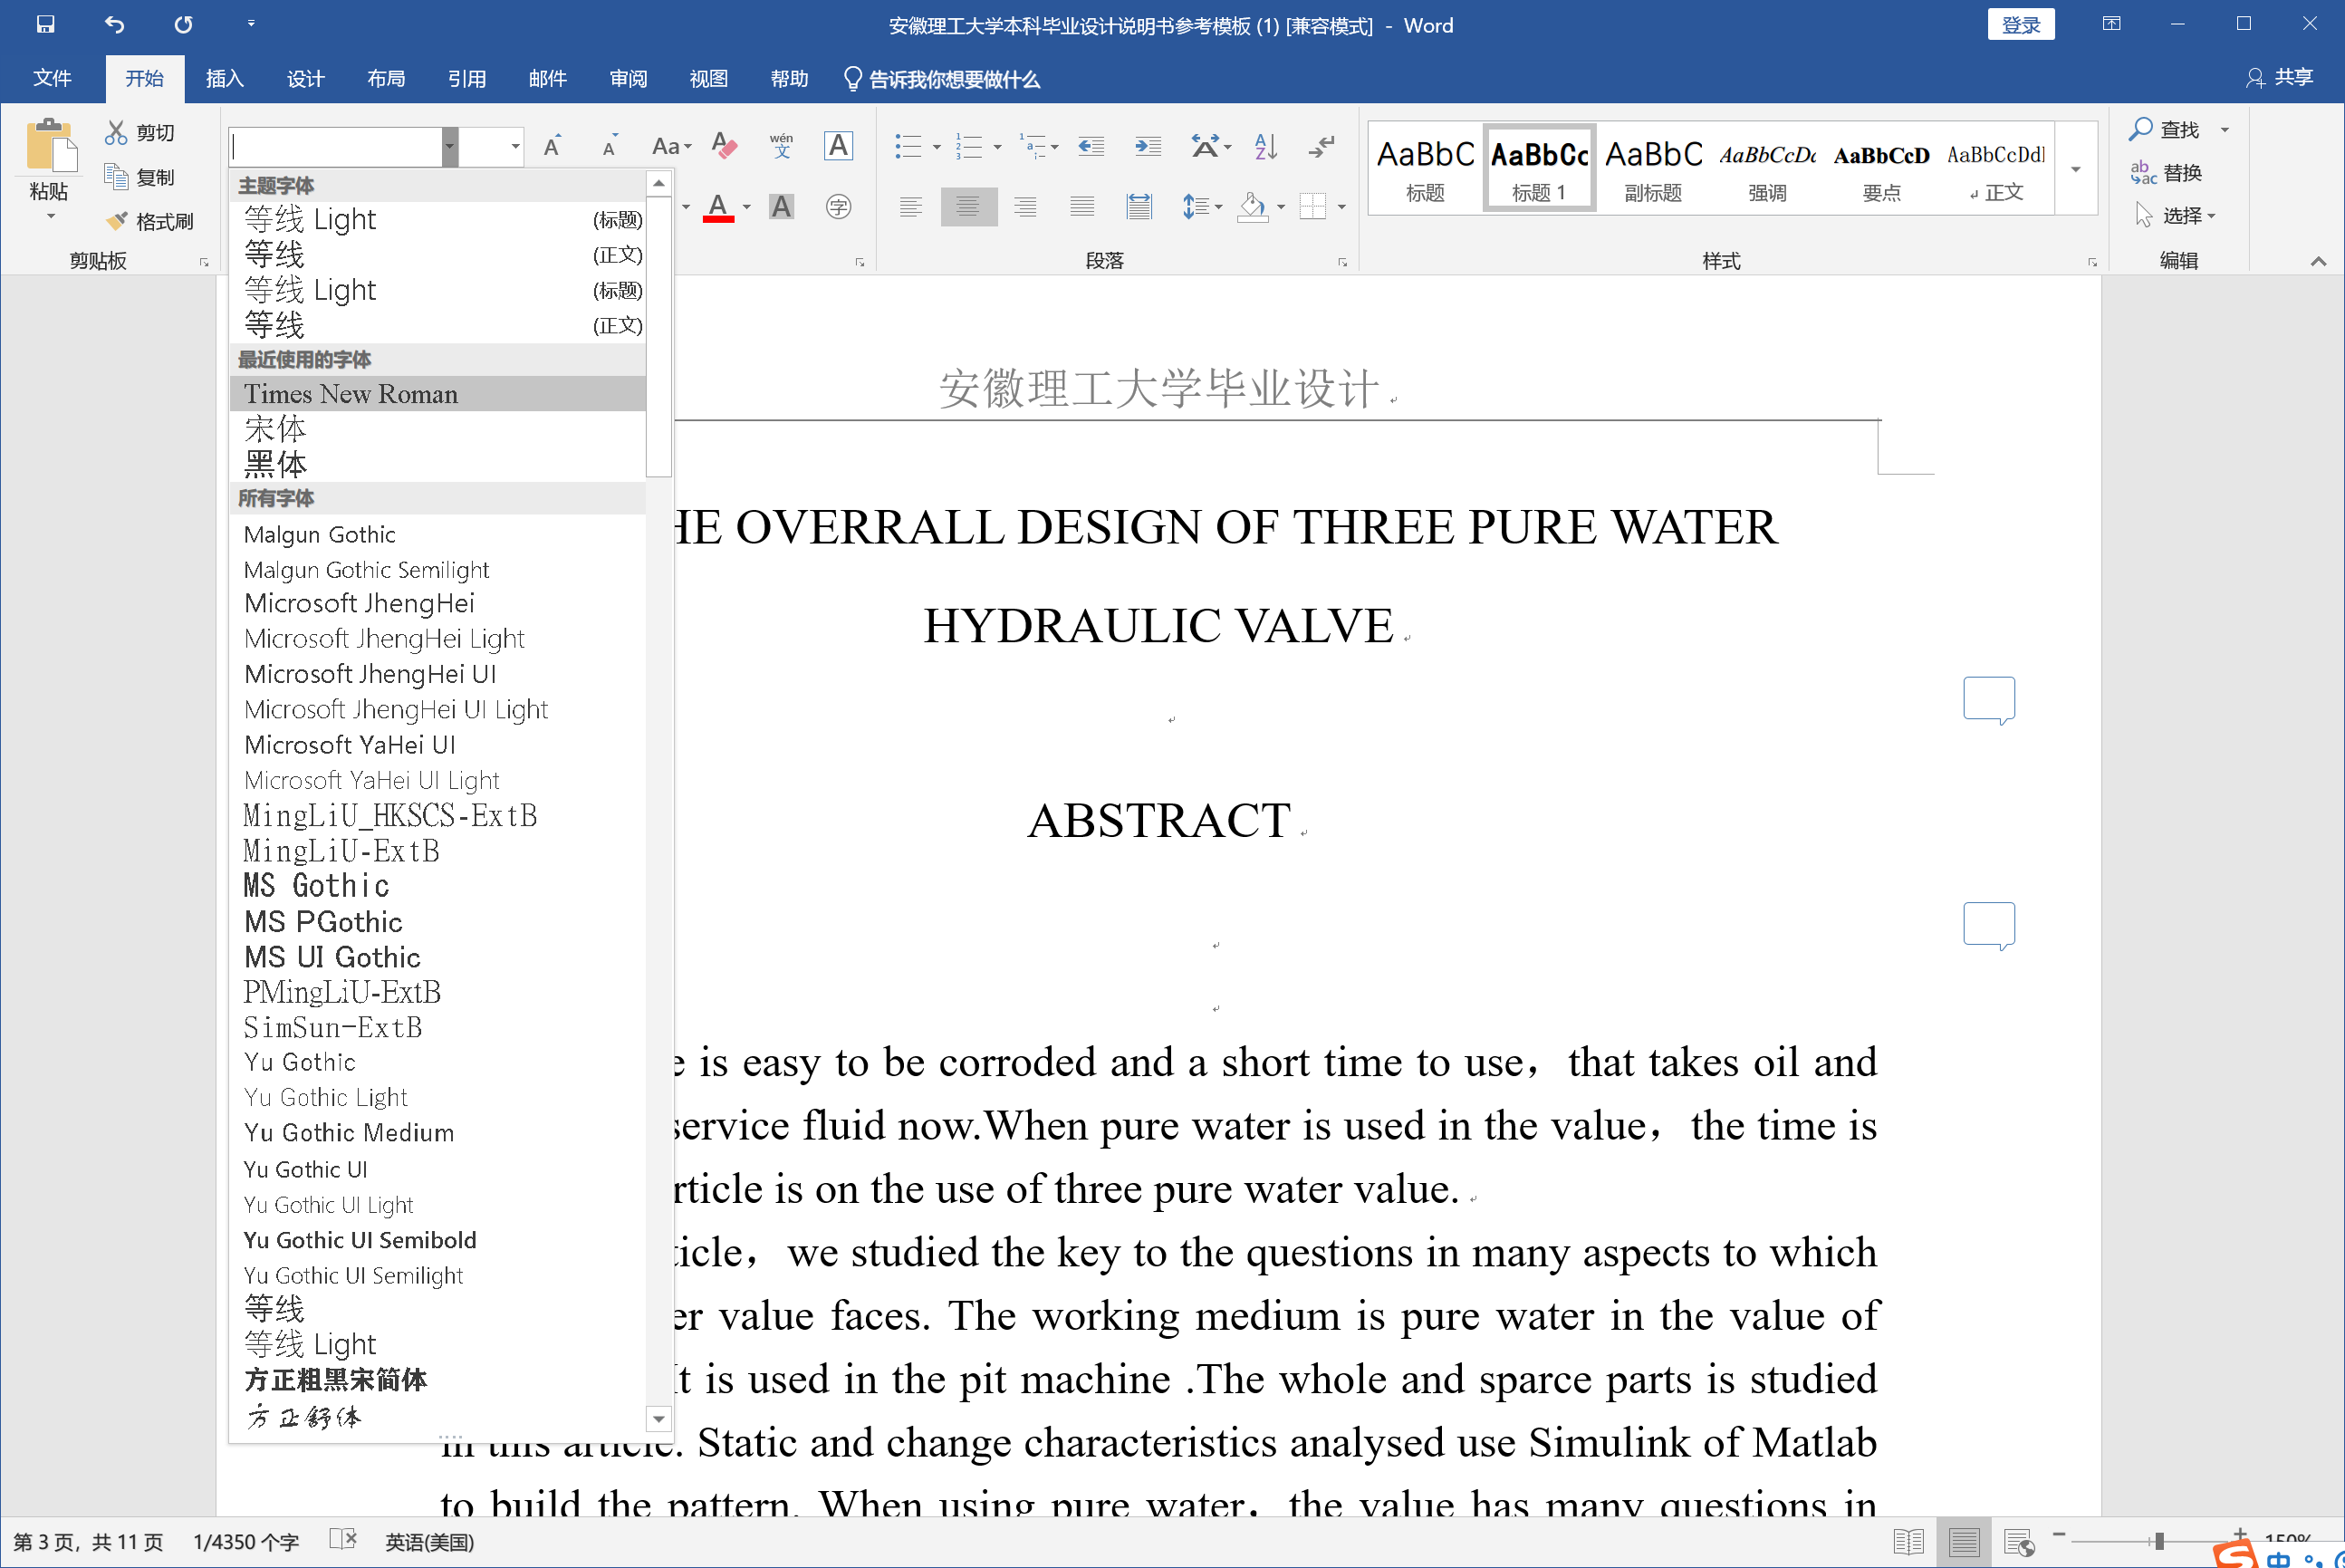 安徽理工大学本科毕业设计说明书参考模板 (1) [兼容模式] - Word
登录
文件 开始 插入 设计 布局 引用 邮件 审阅 视图 帮助 告诉我你想要做什么 共享
粘贴
剪切
复制
格式刷
剪贴板
段落
AaBbC 标题
AaBbCc 标题 1
AaBbC 副标题
AaBbCcDc 强调
AaBbCcD 要点
AaBbCcDdI 正文
样式
查找
替换
选择
编辑
主题字体
等线 Light (标题)
等线 (正文)
等线 Light (标题)
等线 (正文)
最近使用的字体
Times New Roman
宋体
黑体
所有字体
Malgun Gothic
Malgun Gothic Semilight
Microsoft JhengHei
Microsoft JhengHei Light
Microsoft JhengHei UI
Microsoft JhengHei UI Light
Microsoft YaHei UI
Microsoft YaHei UI Light
MingLiU_HKSCS-ExtB
MingLiU-ExtB
MS Gothic
MS PGothic
MS UI Gothic
PMingLiU-ExtB
SimSun-ExtB
Yu Gothic
Yu Gothic Light
Yu Gothic Medium
Yu Gothic UI
Yu Gothic UI Light
Yu Gothic UI Semibold
Yu Gothic UI Semilight
等线
等线 Light
方正粗黑宋简体
方正舒体
安徽理工大学毕业设计
HE OVERRALL DESIGN OF THREE PURE WATER
HYDRAULIC VALVE
ABSTRACT
e is easy to be corroded and a short time to use，that takes oil and
service fluid now.When pure water is used in the value，the time is
rticle is on the use of three pure water value.
ticle，we studied the key to the questions in many aspects to which
er value faces. The working medium is pure water in the value of
It is used in the pit machine .The whole and sparce parts is studied
in this article. Static and change characteristics analysed use Simulink of Matlab
to build the pattern. When using pure water，the value has many questions in
第 3 页，共 11 页 1/4350 个字 英语(美国) 150%
中